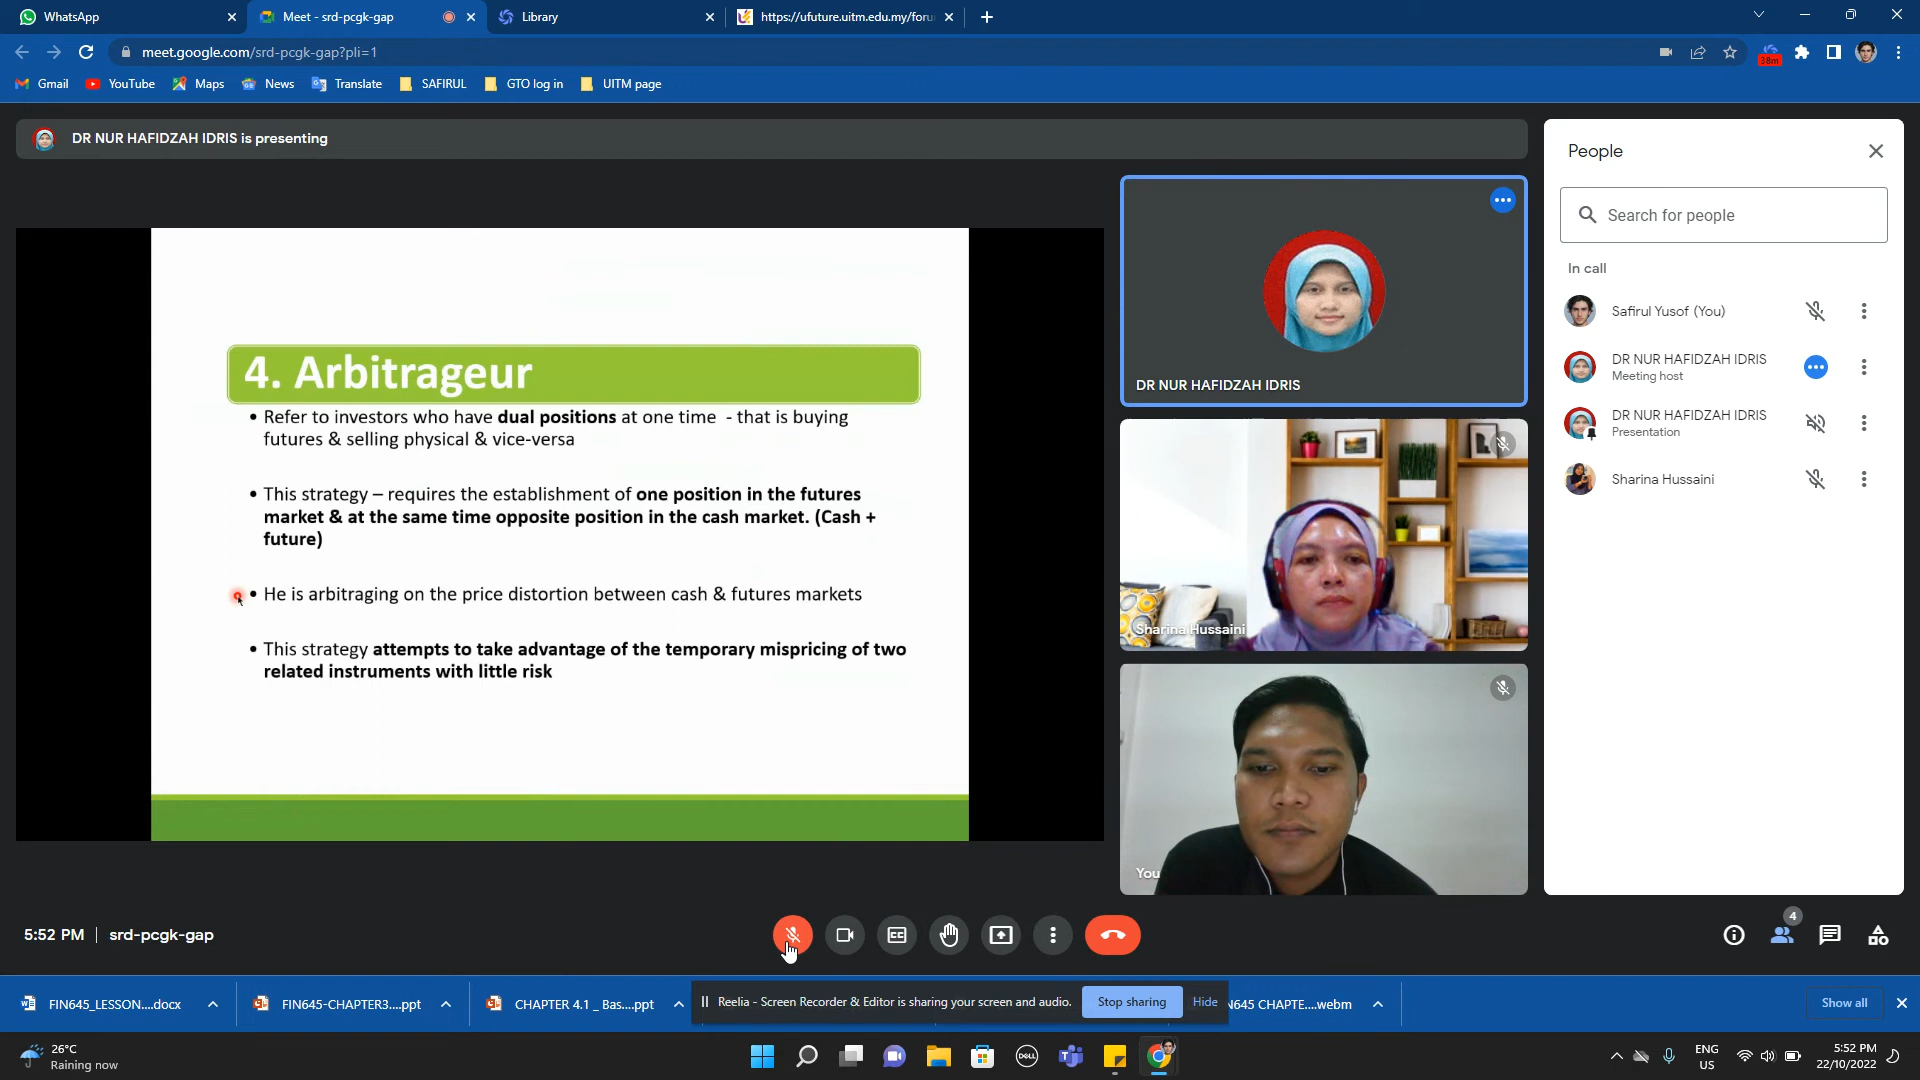 WhatsApp
Meet - srd-pcgk-gap
Library
https://ufuture.uitm.edu.my/foru
meet.google.com/srd-pcgk-gap?pli=1
38m
Gmail
YouTube
Maps
News
Translate
SAFIRUL
GTO log in
UITM page
DR NUR HAFIDZAH IDRIS is presenting
4. Arbitrageur
• Refer to investors who have dual positions at one time - that is buying
futures & selling physical & vice-versa
• This strategy – requires the establishment of one position in the futures
market & at the same time opposite position in the cash market. (Cash +
future)
• He is arbitraging on the price distortion between cash & futures markets
• This strategy attempts to take advantage of the temporary mispricing of two
related instruments with little risk
DR NUR HAFIDZAH IDRIS
Sharina Hussaini
You
People
Search for people
In call
Safirul Yusof (You)
DR NUR HAFIDZAH IDRIS
Meeting host
DR NUR HAFIDZAH IDRIS
Presentation
Sharina Hussaini
5:52 PM | srd-pcgk-gap
4
FIN645_LESSON....docx
FIN645-CHAPTER3....ppt
CHAPTER 4.1 _ Bas....ppt
Reelia - Screen Recorder & Editor is sharing your screen and audio.
Stop sharing
Hide
N645 CHAPTE....webm
Show all
26°C
Raining now
DELL
ENG
US
5:52 PM
22/10/2022